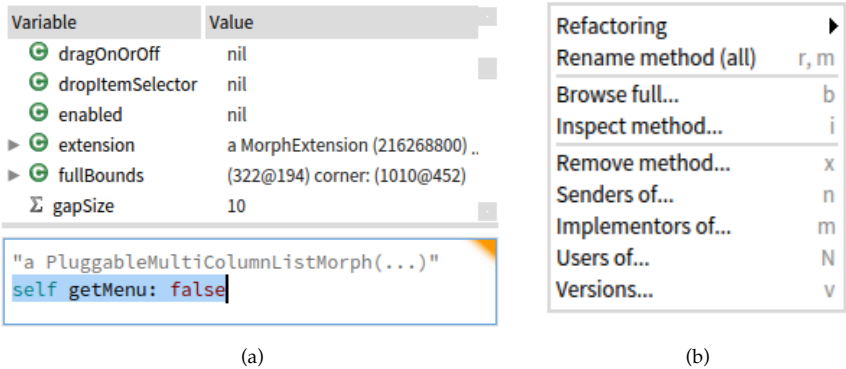 Variable Value
dragOnOrOff nil
dropItemSelector nil
enabled nil
extension a MorphExtension (216268800) ..
fullBounds (322@194) corner: (1010@452)
Σ gapSize 10
"a PluggableMultiColumnListMorph(...)"
self getMenu: false
(a)
Refactoring
Rename method (all) r, m
Browse full... b
Inspect method... i
Remove method... x
Senders of... n
Implementors of... m
Users of... N
Versions... v
(b)